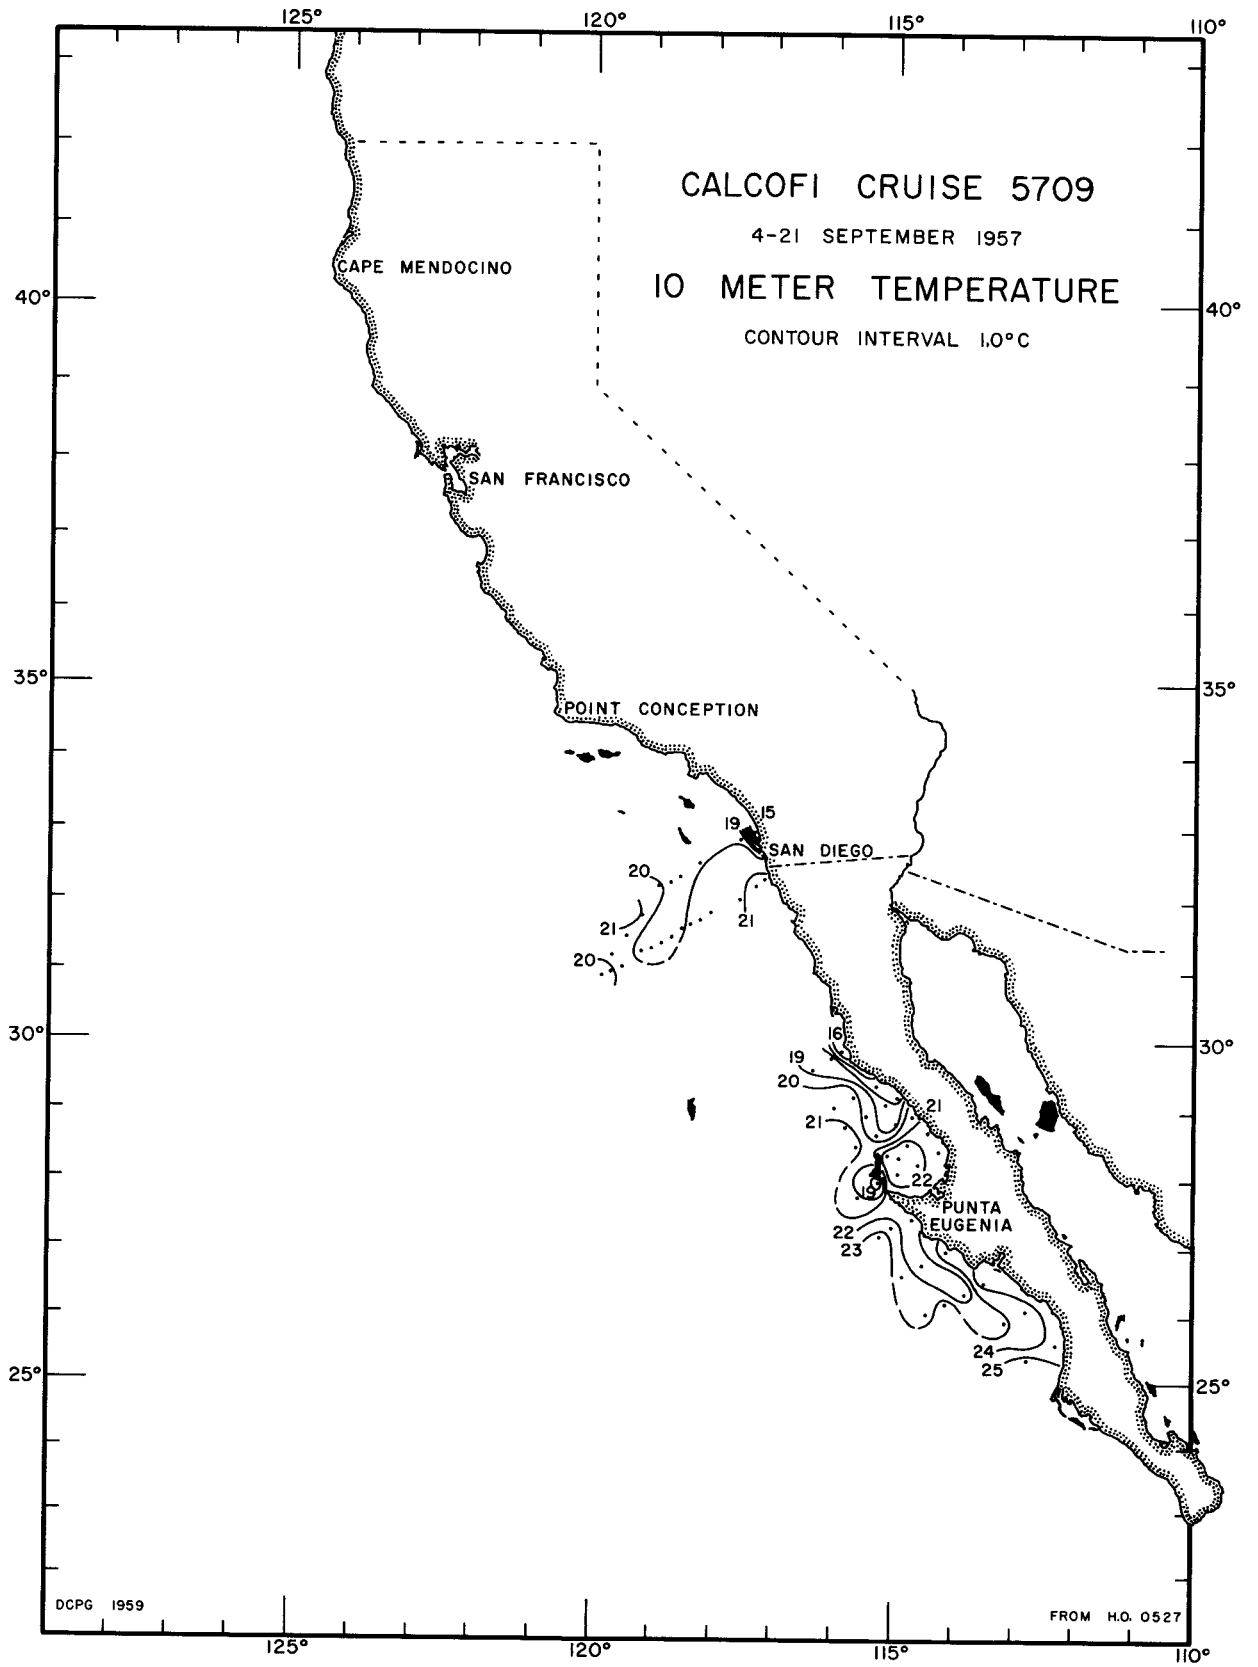 125° 120° 115° 110°
CALCOFI CRUISE 5709
4-21 SEPTEMBER 1957
CAPE MENDOCINO
10 METER TEMPERATURE
40° 40°
CONTOUR INTERVAL 1.0°C
SAN FRANCISCO
35° 35°
POINT CONCEPTION
15
19
SAN DIEGO
20
21
21
20
30° 30°
16
19
20
21
21
22
19
PUNTA
EUGENIA
22
23
24
25
25° 25°
DCPG 1959
FROM H.O. 0527
125° 120° 115° 110°